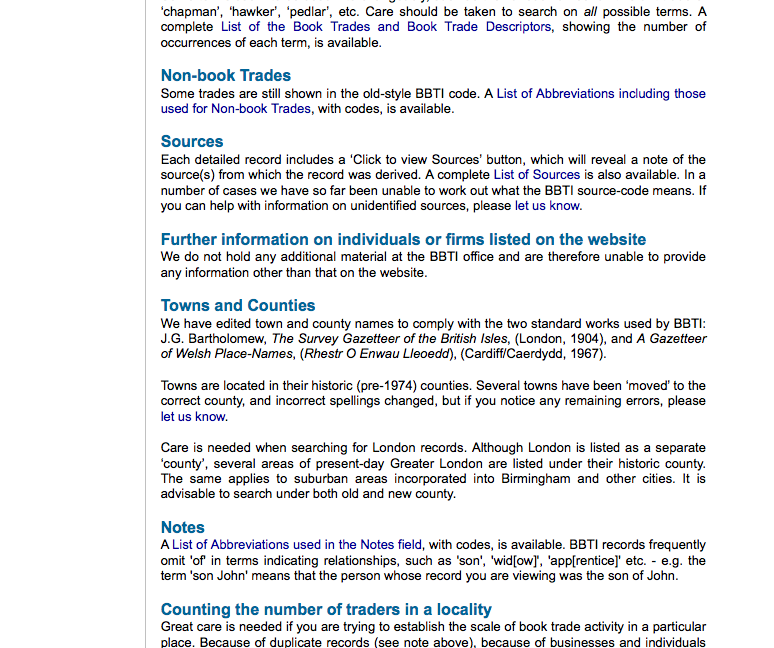 'chapman', 'hawker', 'pedlar', etc. Care should be taken to search on all possible terms. A
complete List of the Book Trades and Book Trade Descriptors, showing the number of
occurrences of each term, is available.
Non-book Trades
Some trades are still shown in the old-style BBTI code. A List of Abbreviations including those
used for Non-book Trades, with codes, is available.
Sources
Each detailed record includes a 'Click to view Sources' button, which will reveal a note of the
source(s) from which the record was derived. A complete List of Sources is also available. In a
number of cases we have so far been unable to work out what the BBTI source-code means. If
you can help with information on unidentified sources, please let us know.
Further information on individuals or firms listed on the website
We do not hold any additional material at the BBTI office and are therefore unable to provide
any information other than that on the website.
Towns and Counties
We have edited town and county names to comply with the two standard works used by BBTI:
J.G. Bartholomew, The Survey Gazetteer of the British Isles, (London, 1904), and A Gazetteer
of Welsh Place-Names, (Rhestr O Enwau Lleoedd), (Cardiff/Caerdydd, 1967).
Towns are located in their historic (pre-1974) counties. Several towns have been 'moved' to the
correct county, and incorrect spellings changed, but if you notice any remaining errors, please
let us know.
Care is needed when searching for London records. Although London is listed as a separate
'county', several areas of present-day Greater London are listed under their historic county.
The same applies to suburban areas incorporated into Birmingham and other cities. It is
advisable to search under both old and new county.
Notes
A List of Abbreviations used in the Notes field, with codes, is available. BBTI records frequently
omit 'of' in terms indicating relationships, such as 'son', 'wid[ow]', 'app[rentice]' etc. - e.g. the
term 'son John' means that the person whose record you are viewing was the son of John.
Counting the number of traders in a locality
Great care is needed if you are trying to establish the scale of book trade activity in a particular
place. Because of duplicate records (see note above), because of businesses and individuals